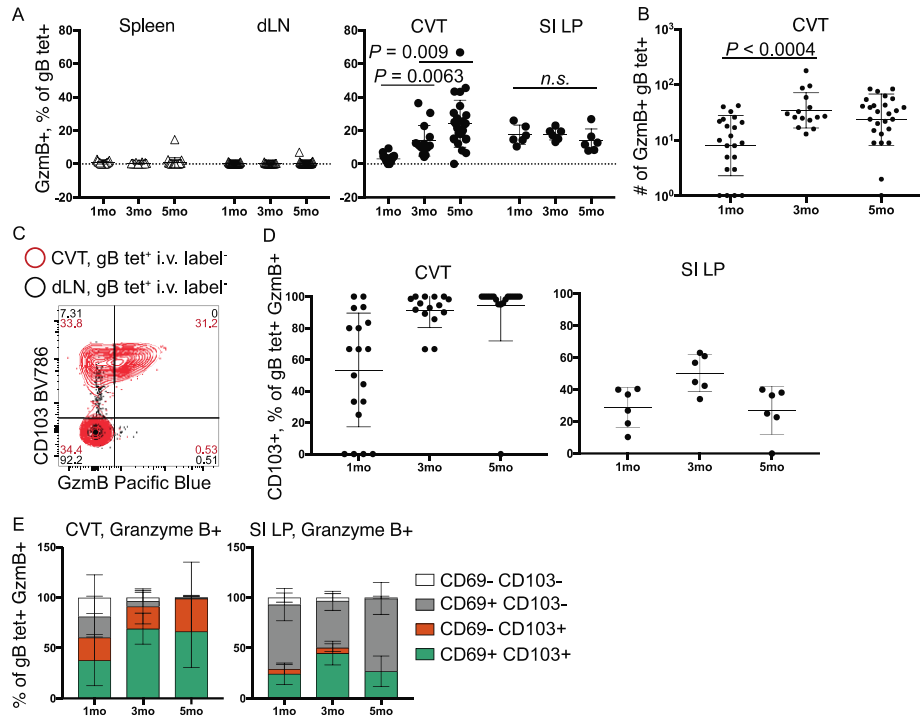 A
Spleen
dLN
CVT
SI LP
GzmB+, % of gB tet+
80
60
40
20
0
-20
1mo 3mo 5mo 1mo 3mo 5mo
80
60
40
20
0
-20
P = 0.009
P = 0.0063
n.s.
1mo 3mo 5mo 1mo 3mo 5mo
B
CVT
P < 0.0004
# of GzmB+ gB tet+
10³
10²
10¹
10⁰
1mo 3mo 5mo
C
CVT, gB tet⁺ i.v. label⁻
dLN, gB tet⁺ i.v. label⁻
7.31 0
33.8 31.2
34.4 0.53
92.2 0.51
CD103 BV786
GzmB Pacific Blue
D
CVT
CD103+, % of gB tet+ GzmB+
100
80
60
40
20
0
1mo 3mo 5mo
SI LP
100
80
60
40
20
0
1mo 3mo 5mo
E
CVT, Granzyme B+
% of gB tet+ GzmB+
150
100
50
0
1mo 3mo 5mo
SI LP, Granzyme B+
150
100
50
0
1mo 3mo 5mo
CD69- CD103-
CD69+ CD103-
CD69- CD103+
CD69+ CD103+